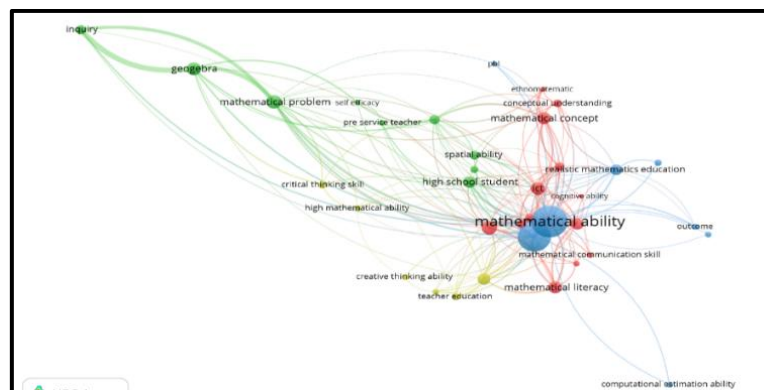 inquiry
geogebra
pbl
mathematical problem
self efficacy
ethnomatematic
conceptual understanding
mathematical concept
pre service teacher
spatial ability
realistic mathematics education
critical thinking skill
high school student
ict
cognitive ability
high mathematical ability
mathematical ability
outcome
mathematical communication skill
creative thinking ability
teacher education
mathematical literacy
computational estimation ability